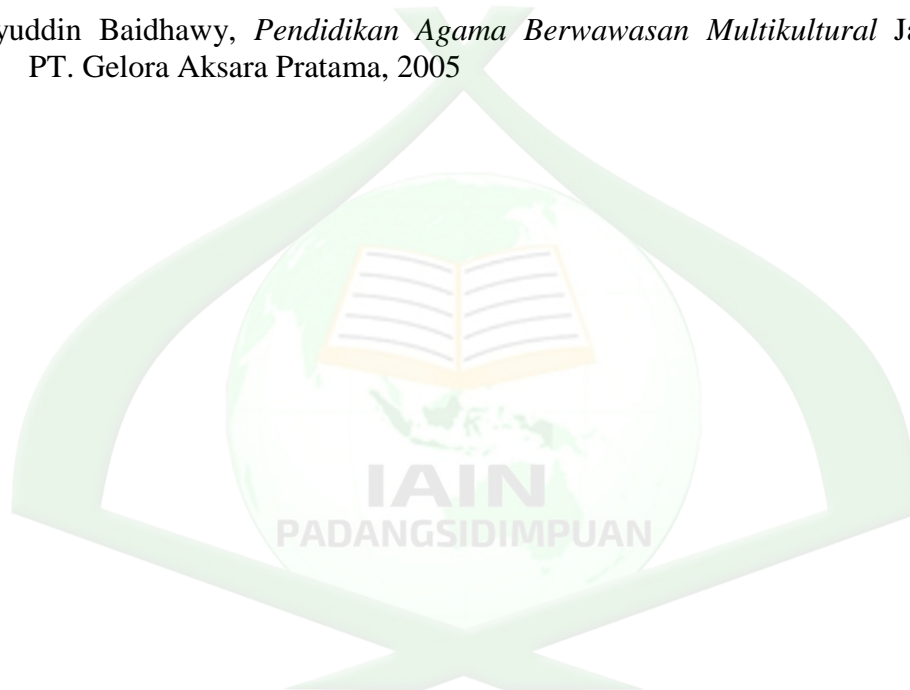 yuddin Baidhawy, Pendidikan Agama Berwawasan Multikultural Ja
PT. Gelora Aksara Pratama, 2005
IAIN
PADANGSIDIMPUAN